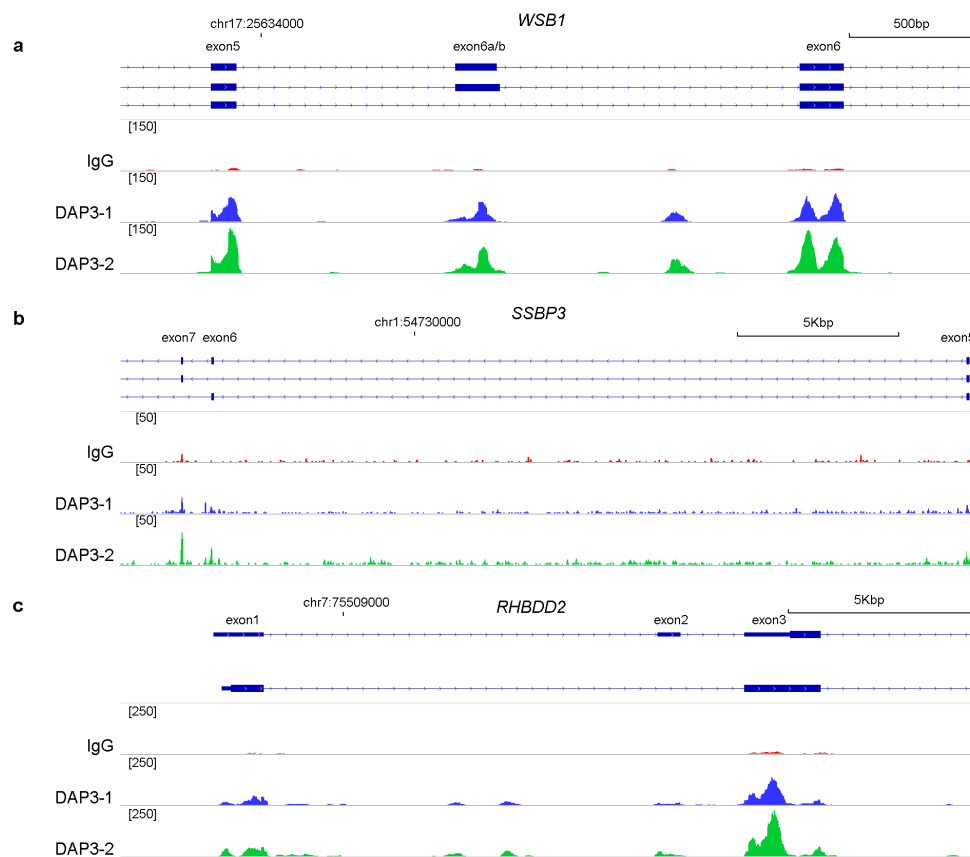 WSB1
chr17:25634000
500bp
a
exon5
exon6a/b
exon6
[150]
IgG
[150]
DAP3-1
[150]
DAP3-2
b
SSBP3
chr1:54730000
5Kbp
exon7
exon6
exon5
[50]
IgG
[50]
DAP3-1
[50]
DAP3-2
c
chr7:75509000
RHBDD2
5Kbp
exon1
exon2
exon3
[250]
IgG
[250]
DAP3-1
[250]
DAP3-2